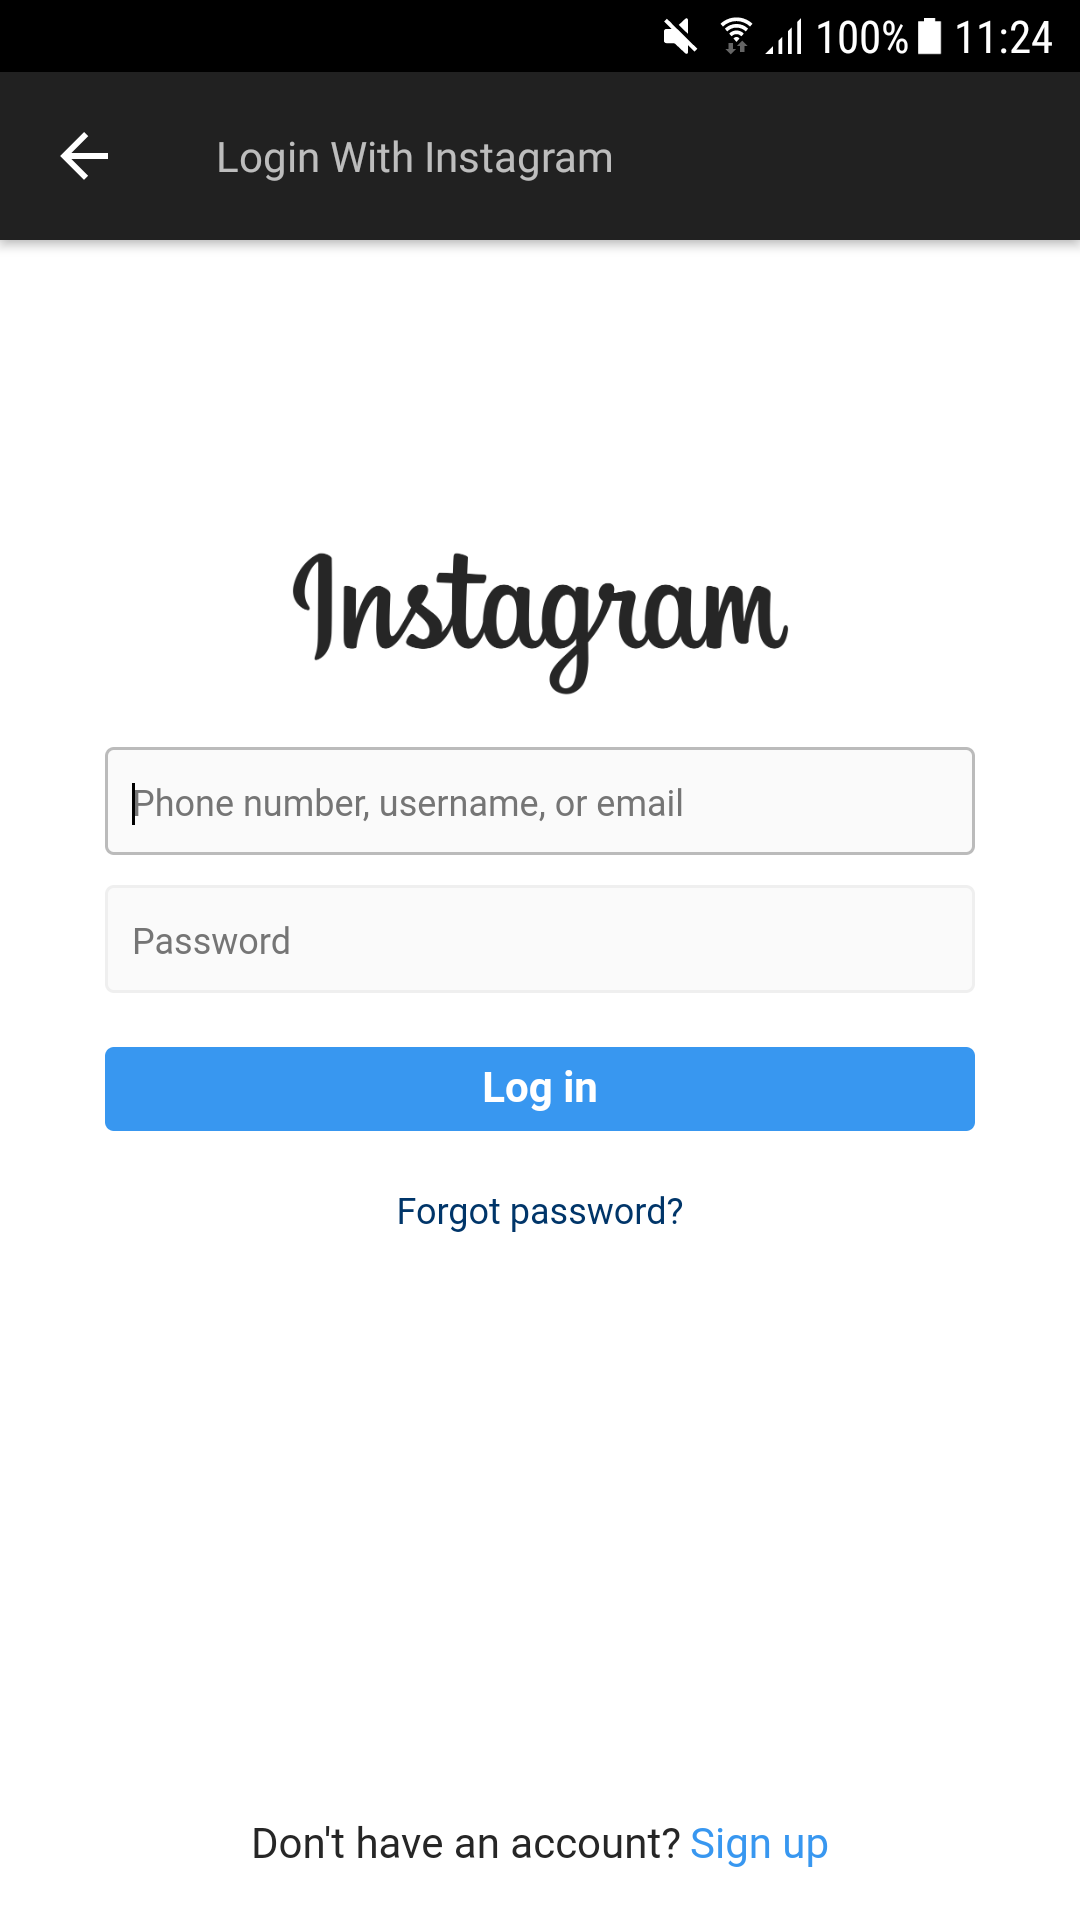 100% 11:24
Login With Instagram
Instagram
Phone number, username, or email
Password
Log in
Forgot password?
Don't have an account? Sign up